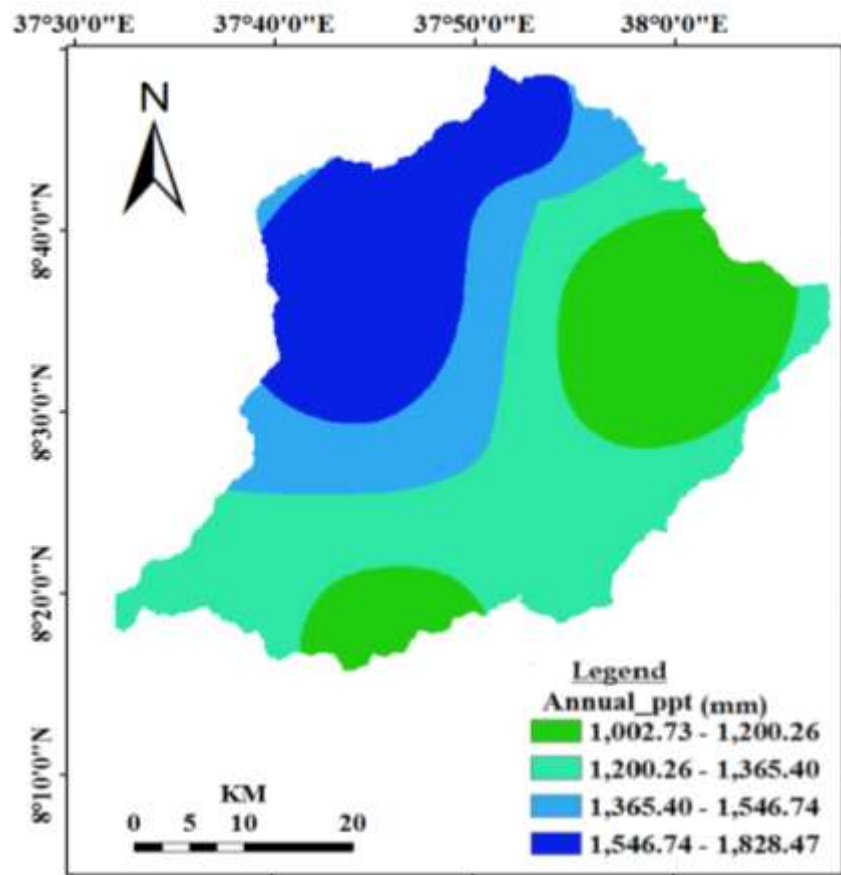 37°30'0"E 37°40'0"E 37°50'0"E 38°0'0"E
N
8°40'0"N
8°30'0"N
8°20'0"N
8°10'0"N
Legend
Annual_ppt (mm)
1,002.73 - 1,200.26
1,200.26 - 1,365.40
1,365.40 - 1,546.74
1,546.74 - 1,828.47
KM
0 5 10 20